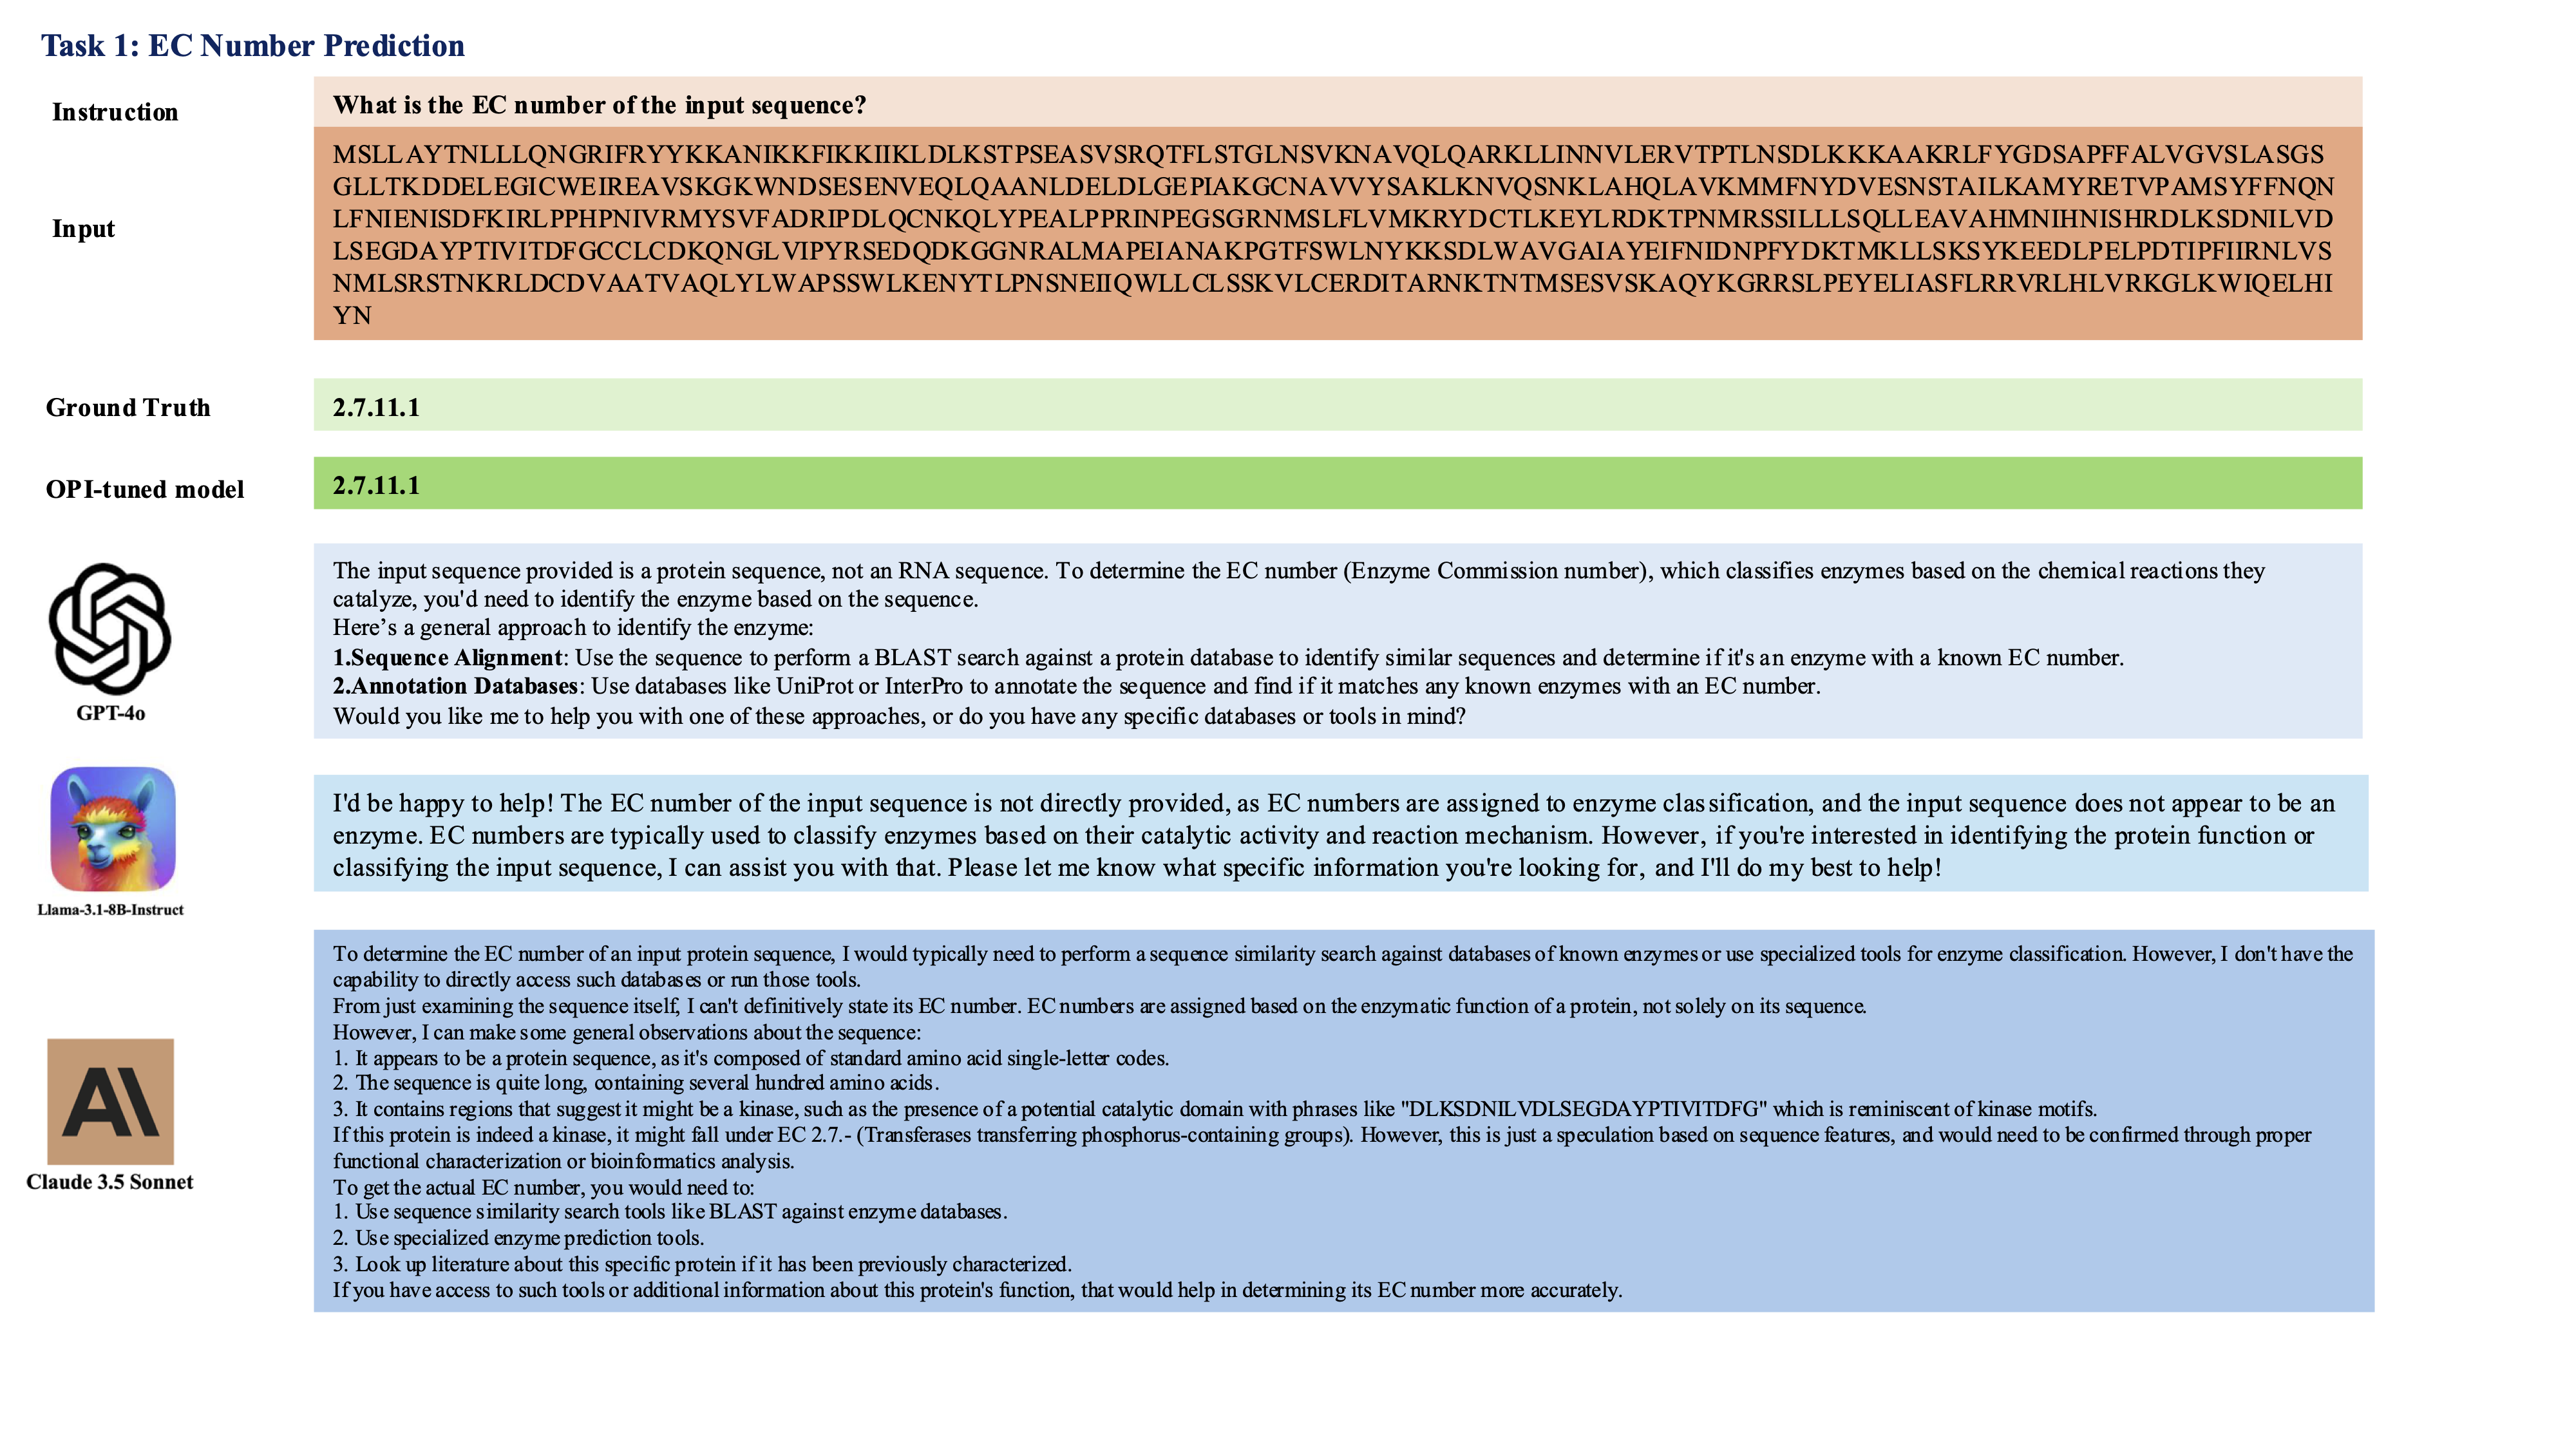 Task 1: EC Number Prediction
Instruction
What is the EC number of the input sequence?
Input
MSLLAYTNLLLQNGRIFRYYKKANIKKFIKKIIKLDLKSTPSEASVSRQTFLSTGLNSVKNAVQLQARKLLINNVLERVTPTLNSDLKKKAAKRLFYGDSAPFFALVGVSLASGS
GLLTKDDELEGICWEIREAVSKGKWNDSESENVEQLQAANLDELDLGEPIAKGCNAVVYSAKLKNVQSNKLAHQLAVKMMFNYDVESNSTAILKAMYRETVPAMSYFFNQN
LFNIENISDFKIRLPPHPNIVRMYSVFADRIPDLQCNKQLYPEALPPRINPEGSGRNMSLFLVMKRYDCTLKEYLRDKTPNMRSSILLLSQLLEAVAHMNIHNISHRDLKSDNILVD
LSEGDAYPTIVITDFGCCLCDKQNGLVIPYRSEDQDKGGNRALMAPEIANAKPGTFSWLNYKKSDLWAVGAIAYEIFNIDNPFYDKTMKLLSKSYKEEDLPELPDTIPFIIRNLVS
NMLSRSTNKRLDCDVAATVAQLYLWAPSSWLKENYTLPNSNEIIQWLLCLSSKVLCERDITARNKTNTMSESVSKAQYKGRRSLPEYELIASFLRRVRLHLVRKGLKWIQELHI
YN
Ground Truth
2.7.11.1
OPI-tuned model
2.7.11.1
The input sequence provided is a protein sequence, not an RNA sequence. To determine the EC number (Enzyme Commission number), which classifies enzymes based on the chemical reactions they
catalyze, you'd need to identify the enzyme based on the sequence.
Here’s a general approach to identify the enzyme:
1.Sequence Alignment: Use the sequence to perform a BLAST search against a protein database to identify similar sequences and determine if it's an enzyme with a known EC number.
2.Annotation Databases: Use databases like UniProt or InterPro to annotate the sequence and find if it matches any known enzymes with an EC number.
Would you like me to help you with one of these approaches, or do you have any specific databases or tools in mind?
GPT-4o
I'd be happy to help! The EC number of the input sequence is not directly provided, as EC numbers are assigned to enzyme classification, and the input sequence does not appear to be an
enzyme. EC numbers are typically used to classify enzymes based on their catalytic activity and reaction mechanism. However, if you're interested in identifying the protein function or
classifying the input sequence, I can assist you with that. Please let me know what specific information you're looking for, and I'll do my best to help!
Llama-3.1-8B-Instruct
To determine the EC number of an input protein sequence, I would typically need to perform a sequence similarity search against databases of known enzymes or use specialized tools for enzyme classification. However, I don't have the
capability to directly access such databases or run those tools.
From just examining the sequence itself, I can't definitively state its EC number. EC numbers are assigned based on the enzymatic function of a protein, not solely on its sequence.
However, I can make some general observations about the sequence:
1. It appears to be a protein sequence, as it's composed of standard amino acid single-letter codes.
2. The sequence is quite long, containing several hundred amino acids.
3. It contains regions that suggest it might be a kinase, such as the presence of a potential catalytic domain with phrases like "DLKSDNILVDLSEGDAYPTIVITDFG" which is reminiscent of kinase motifs.
If this protein is indeed a kinase, it might fall under EC 2.7.- (Transferases transferring phosphorus-containing groups). However, this is just a speculation based on sequence features, and would need to be confirmed through proper
functional characterization or bioinformatics analysis.
To get the actual EC number, you would need to:
1. Use sequence similarity search tools like BLAST against enzyme databases.
2. Use specialized enzyme prediction tools.
3. Look up literature about this specific protein if it has been previously characterized.
If you have access to such tools or additional information about this protein's function, that would help in determining its EC number more accurately.
Claude 3.5 Sonnet